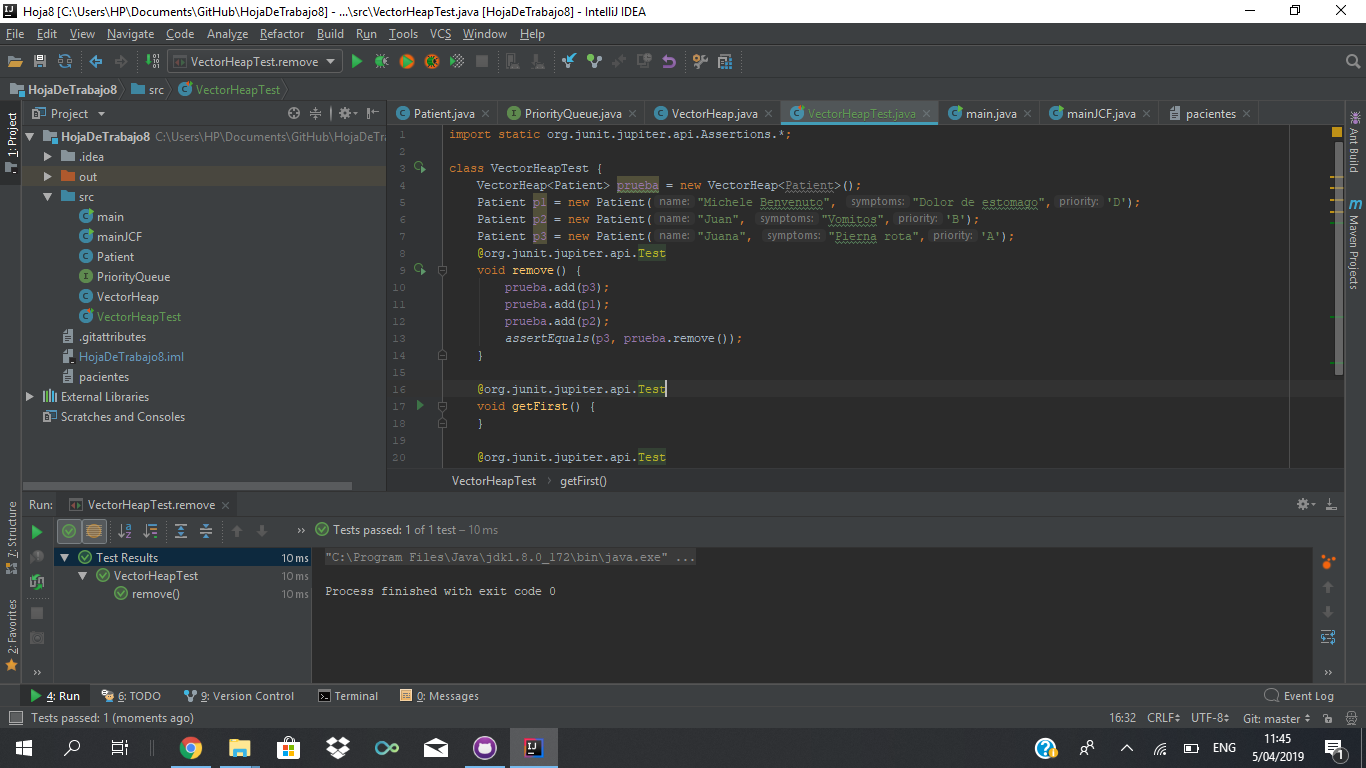 Hoja8 [C:\Users\HP\Documents\GitHub\HojaDeTrabajo8] - ...\src\VectorHeapTest.java [HojaDeTrabajo8] - IntelliJ IDEA
File Edit View Navigate Code Analyze Refactor Build Run Tools VCS Window Help
VectorHeapTest.remove
HojaDeTrabajo8 src VectorHeapTest
Project
Patient.java PriorityQueue.java VectorHeap.java VectorHeapTest.java main.java mainJCF.java pacientes
1: Project
HojaDeTrabajo8 C:\Users\HP\Documents\GitHub\HojaDeTra
.idea
out
src
main
mainJCF
Patient
PriorityQueue
VectorHeap
VectorHeapTest
.gitattributes
HojaDeTrabajo8.iml
pacientes
External Libraries
Scratches and Consoles
1 import static org.junit.jupiter.api.Assertions.*;
2
3 class VectorHeapTest {
4 VectorHeap<Patient> prueba = new VectorHeap<Patient>();
5 Patient p1 = new Patient( name: "Michele Benvenuto", symptoms: "Dolor de estomago", priority: 'D');
6 Patient p2 = new Patient( name: "Juan", symptoms: "Vomitos", priority: 'B');
7 Patient p3 = new Patient( name: "Juana", symptoms: "Pierna rota", priority: 'A');
8 @org.junit.jupiter.api.Test
9 void remove() {
10 prueba.add(p3);
11 prueba.add(p1);
12 prueba.add(p2);
13 assertEquals(p3, prueba.remove());
14 }
15
16 @org.junit.jupiter.api.Test
17 void getFirst() {
18 }
19
20 @org.junit.jupiter.api.Test
VectorHeapTest getFirst()
Ant Build
Maven Projects
7: Structure
2: Favorites
Run: VectorHeapTest.remove
Tests passed: 1 of 1 test – 10 ms
Test Results 10 ms
VectorHeapTest 10 ms
remove() 10 ms
"C:\Program Files\Java\jdk1.8.0_172\bin\java.exe" ...
Process finished with exit code 0
4: Run 6: TODO 9: Version Control Terminal 0: Messages Event Log
Tests passed: 1 (moments ago) 16:32 CRLF UTF-8 Git: master
ENG 11:45
5/04/2019
1